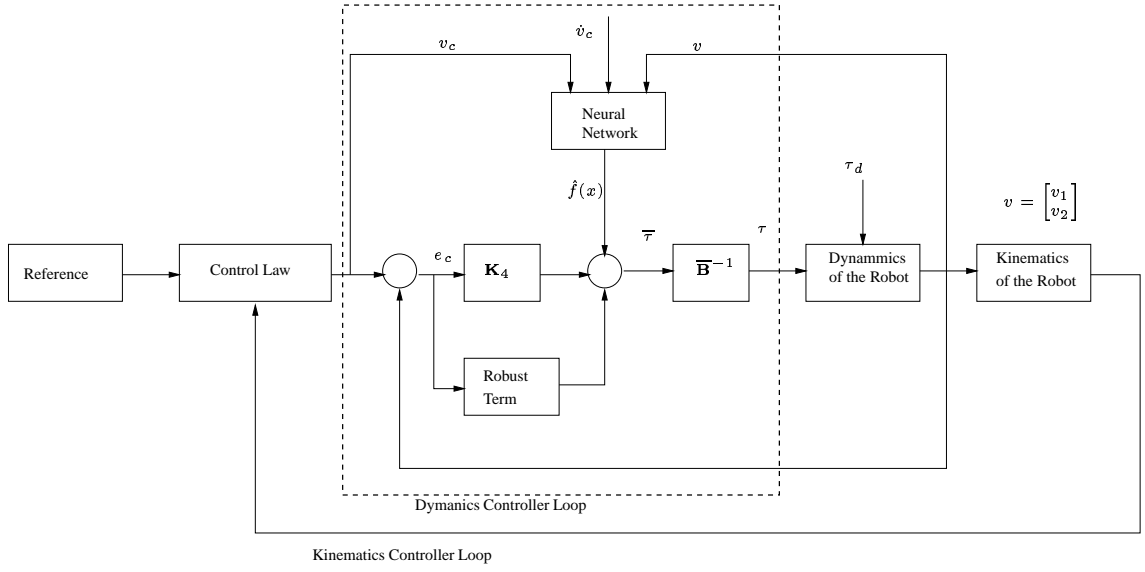 v̇_c
v_c
v
Neural
Network
f̂(x)
τ_d
v = [v_1
v_2]
τ̅
τ
Reference
Control Law
e_c
K_4
B̅^{-1}
Dynammics
of the Robot
Kinematics
of the Robot
Robust
Term
Dymanics Controller Loop
Kinematics Controller Loop